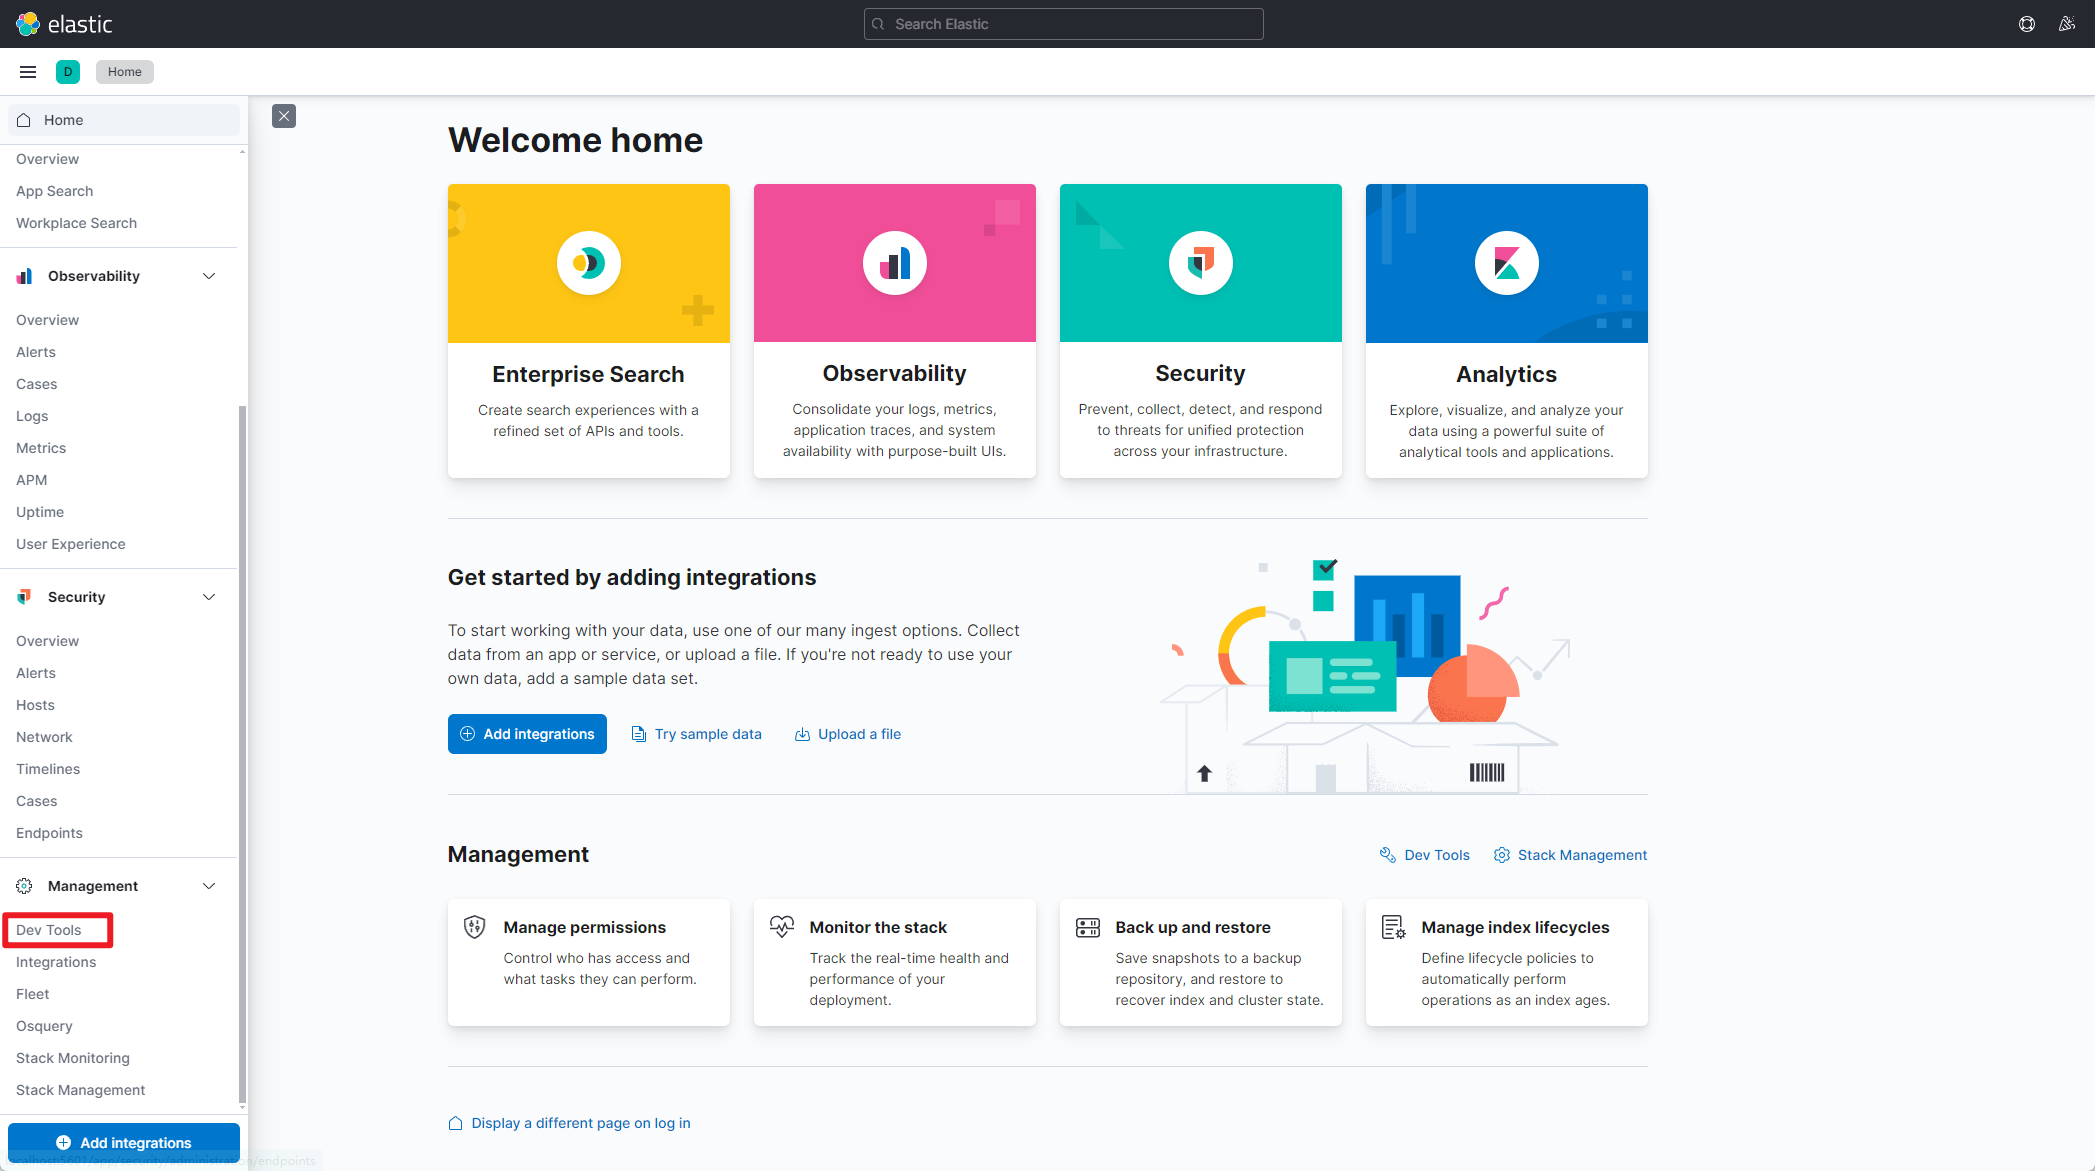 elastic
Search Elastic
D
Home
Home
Overview
App Search
Workplace Search
Observability
Overview
Alerts
Cases
Logs
Metrics
APM
Uptime
User Experience
Security
Overview
Alerts
Hosts
Network
Timelines
Cases
Endpoints
Management
Dev Tools
Integrations
Fleet
Osquery
Stack Monitoring
Stack Management
Add integrations
localhost:5601/app/security/administration/endpoints
Welcome home
Enterprise Search
Create search experiences with a
refined set of APIs and tools.
Observability
Consolidate your logs, metrics,
application traces, and system
availability with purpose-built UIs.
Security
Prevent, collect, detect, and respond
to threats for unified protection
across your infrastructure.
Analytics
Explore, visualize, and analyze your
data using a powerful suite of
analytical tools and applications.
Get started by adding integrations
To start working with your data, use one of our many ingest options. Collect
data from an app or service, or upload a file. If you're not ready to use your
own data, add a sample data set.
Add integrations
Try sample data
Upload a file
Management
Dev Tools
Stack Management
Manage permissions
Control who has access and
what tasks they can perform.
Monitor the stack
Track the real-time health and
performance of your
deployment.
Back up and restore
Save snapshots to a backup
repository, and restore to
recover index and cluster state.
Manage index lifecycles
Define lifecycle policies to
automatically perform
operations as an index ages.
Display a different page on log in